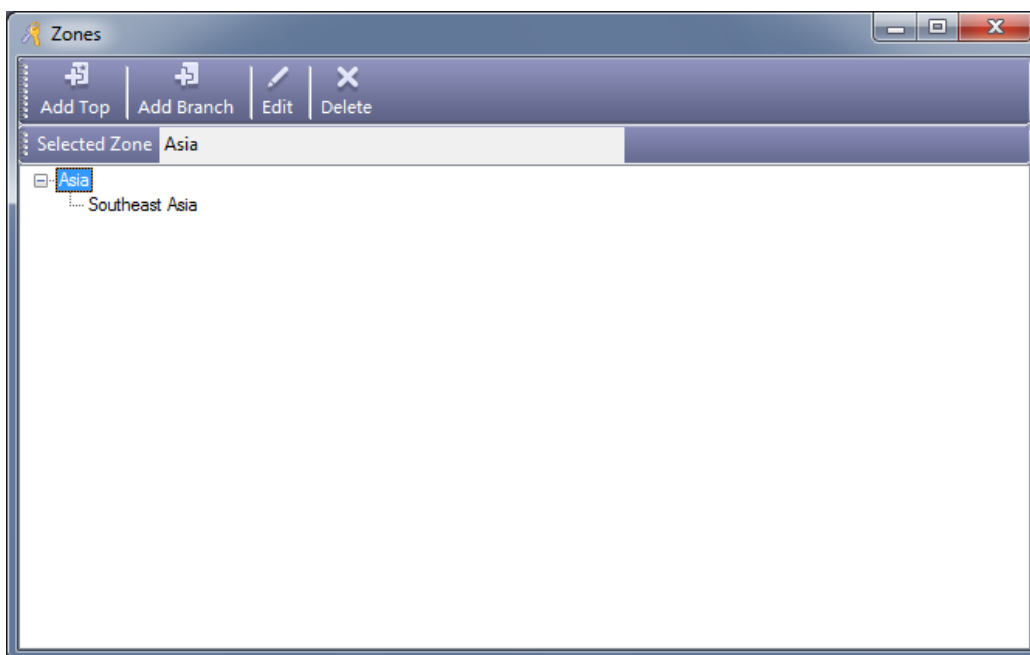 Zones
Add Top Add Branch Edit Delete
Selected Zone Asia
Asia
Southeast Asia